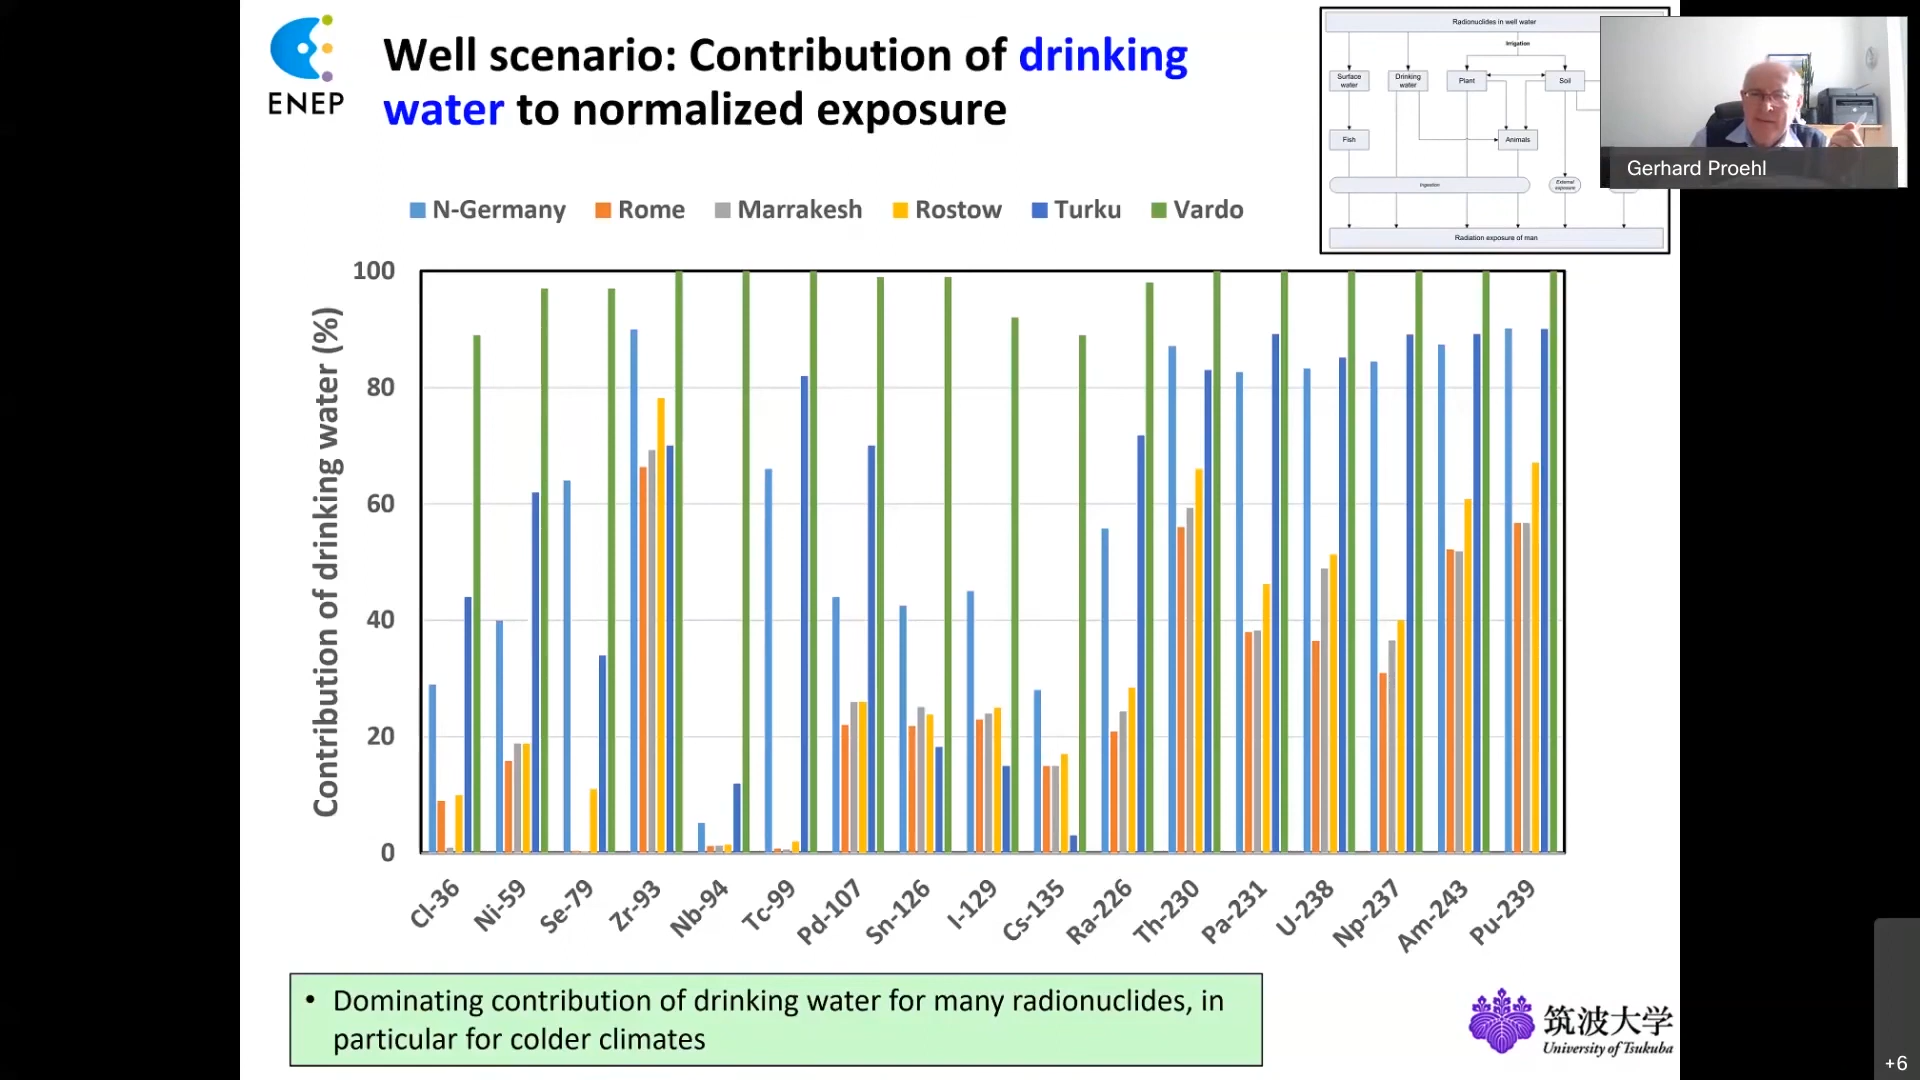 ENEP
Well scenario: Contribution of drinking
water to normalized exposure
Radionuclides in well water
Irrigation
Surface
water
Drinking
water
Plant
Soil
Fish
Animals
Ingestion
External
exposure
Radiation exposure of man
Gerhard Proehl
N-Germany Rome Marrakesh Rostow Turku Vardo
Contribution of drinking water (%)
100
80
60
40
20
0
Cl-36 Ni-59 Se-79 Zr-93 Nb-94 Tc-99 Pd-107 Sn-126 I-129 Cs-135 Ra-226 Th-230 Pa-231 U-238 Np-237 Am-243 Pu-239
• Dominating contribution of drinking water for many radionuclides, in
particular for colder climates
筑波大学
University of Tsukuba
+6